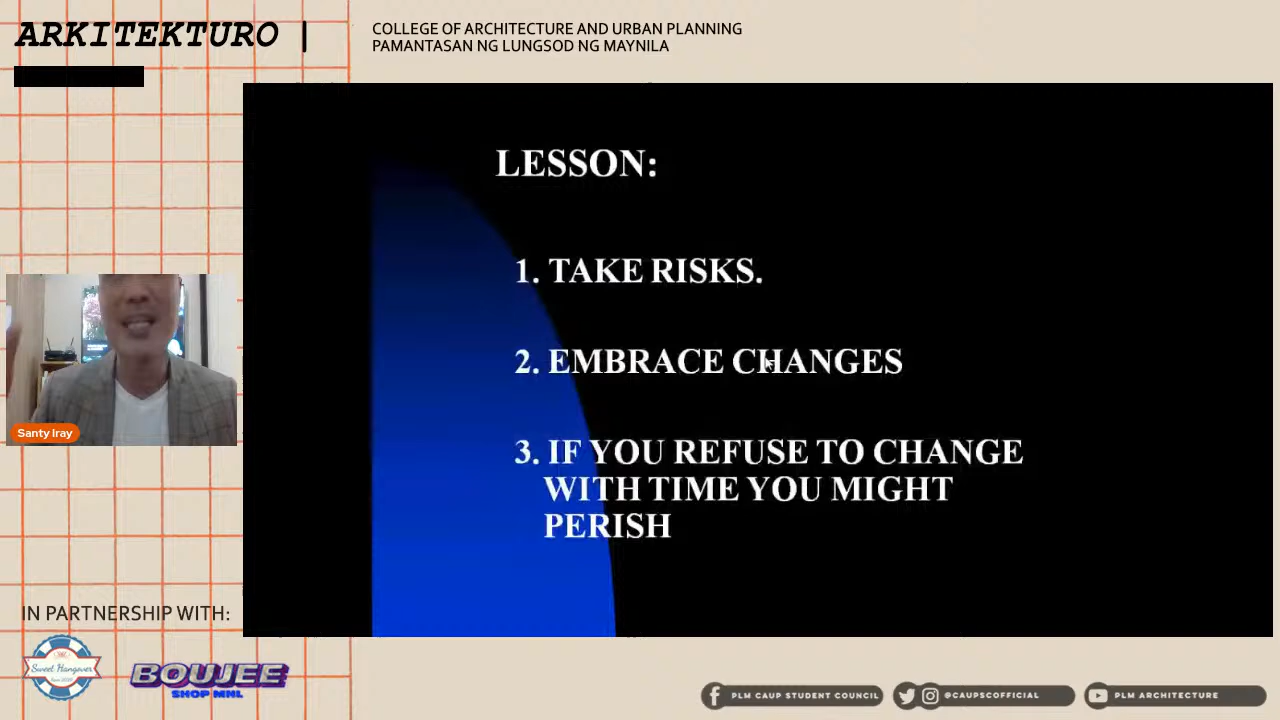 ARKITEKTURO |
COLLEGE OF ARCHITECTURE AND URBAN PLANNING
PAMANTASAN NG LUNGSOD NG MAYNILA
LESSON:
1. TAKE RISKS.
2. EMBRACE CHANGES
3. IF YOU REFUSE TO CHANGE
WITH TIME YOU MIGHT
PERISH
Santy Iray
IN PARTNERSHIP WITH:
Sweet Hangover
BOUJEE
SHOP MNL
PLM CAUP STUDENT COUNCIL
@CAUPSCOFFICIAL
PLM ARCHITECTURE